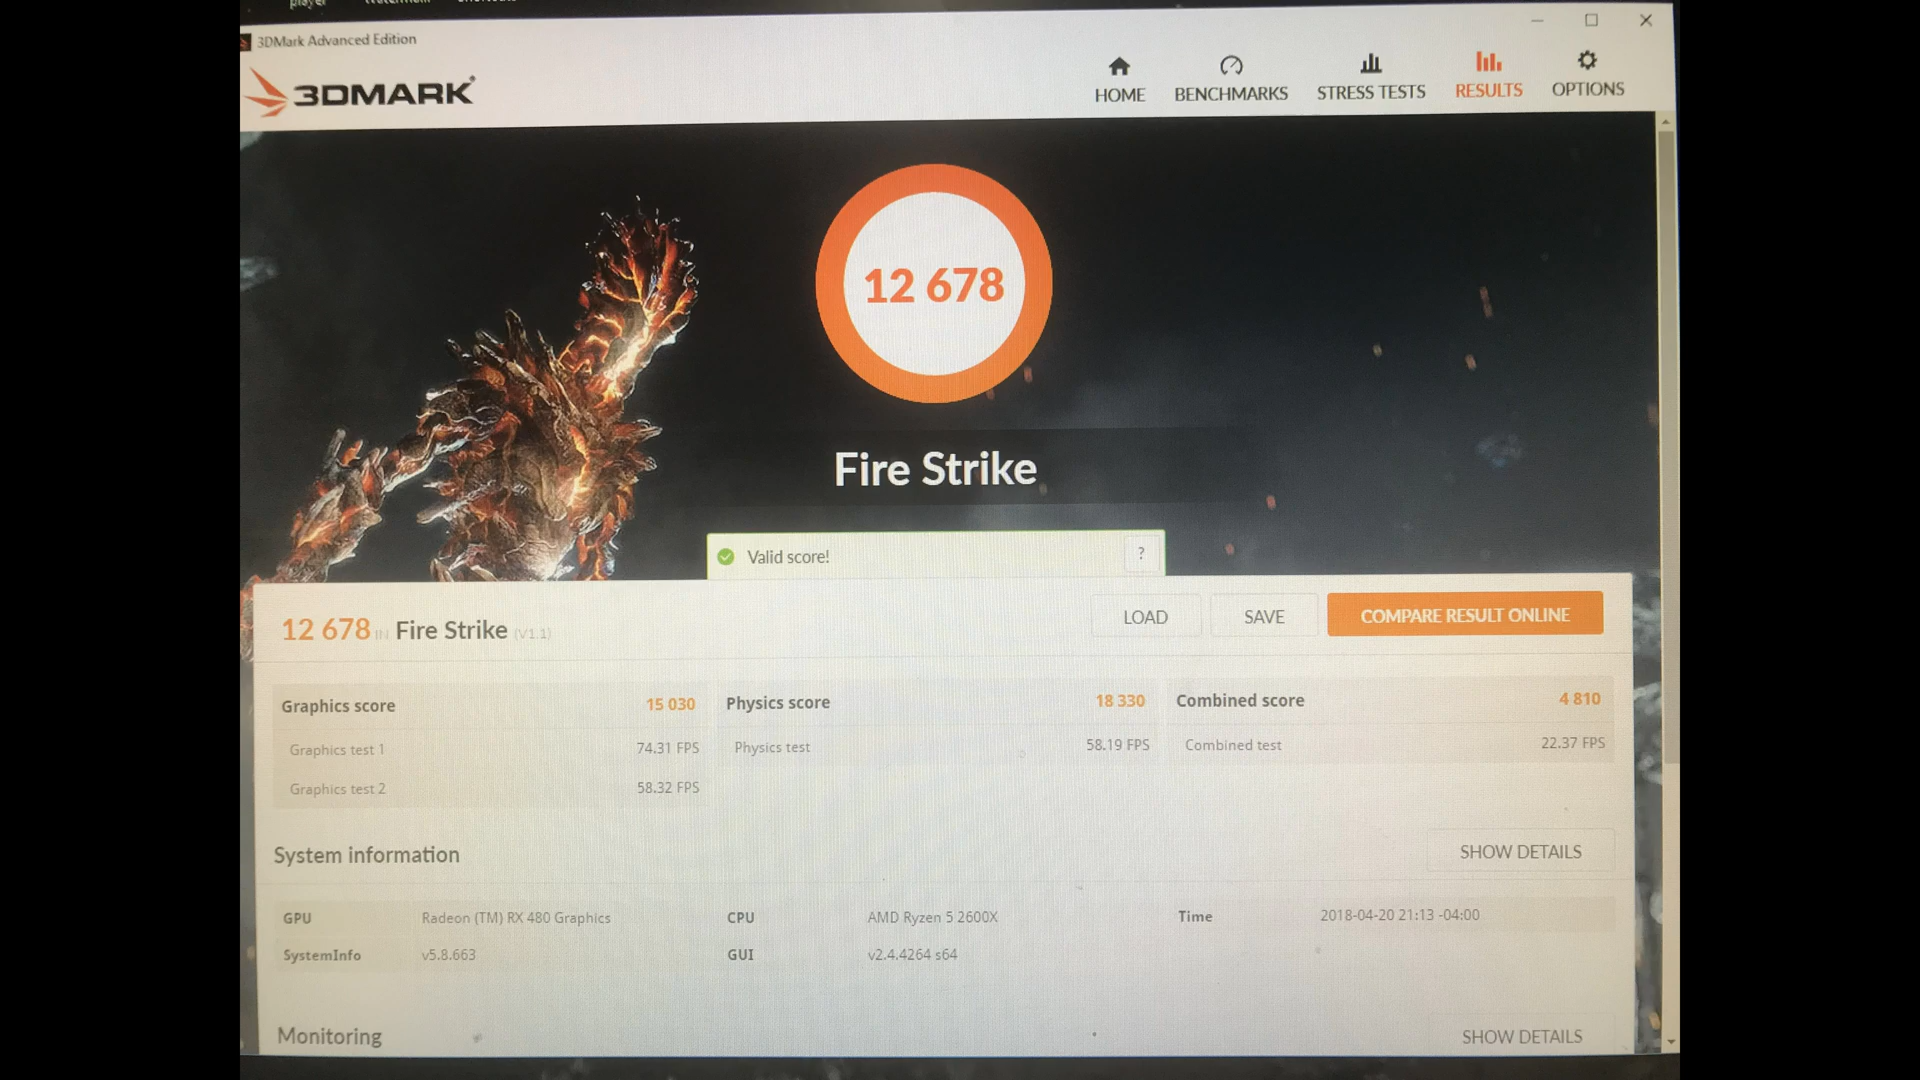 player
3DMark Advanced Edition
3DMARK
HOME
BENCHMARKS
STRESS TESTS
RESULTS
OPTIONS
12 678
Fire Strike
Valid score!
?
12 678 IN Fire Strike (V1.1)
LOAD
SAVE
COMPARE RESULT ONLINE
Graphics score 15 030
Graphics test 1 74.31 FPS
Graphics test 2 58.32 FPS
Physics score 18 330
Physics test 58.19 FPS
Combined score 4 810
Combined test 22.37 FPS
System information
SHOW DETAILS
GPU Radeon (TM) RX 480 Graphics
CPU AMD Ryzen 5 2600X
Time 2018-04-20 21:13 -04:00
SystemInfo v5.8.663
GUI v2.4.4264 s64
Monitoring
SHOW DETAILS